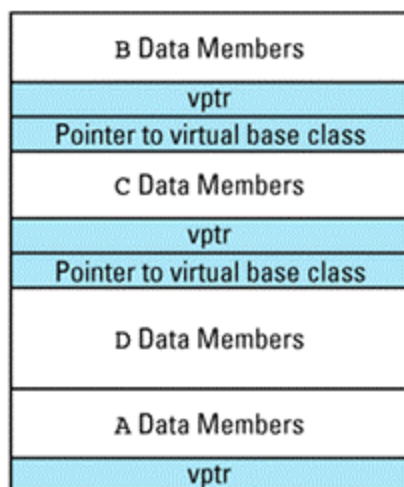 B Data Members
vptr
Pointer to virtual base class
C Data Members
vptr
Pointer to virtual base class
D Data Members
A Data Members
vptr